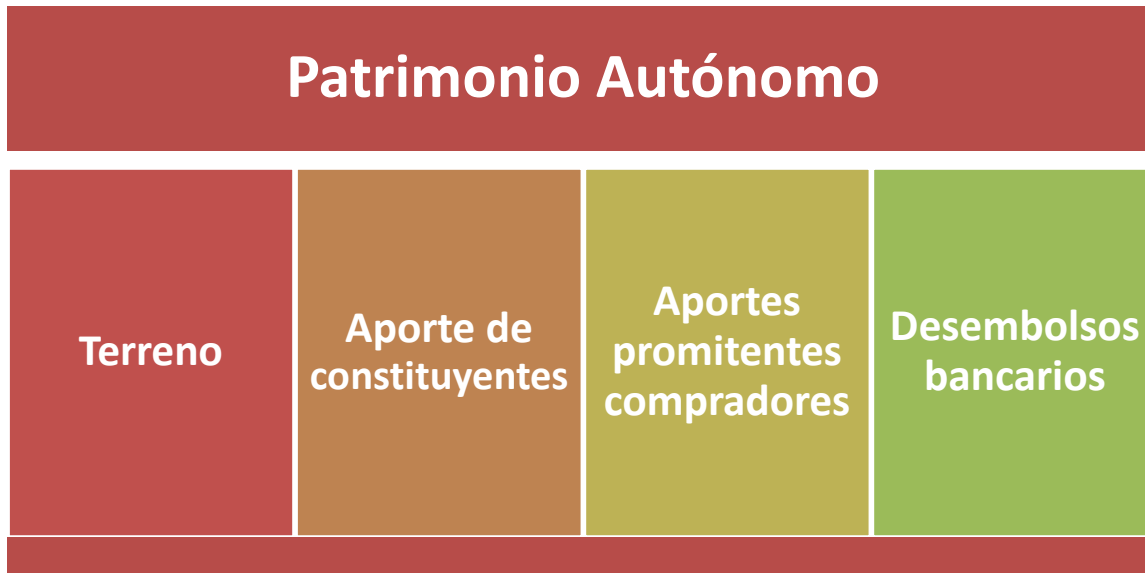 Patrimonio Autónomo
Terreno
Aporte de
constituyentes
Aportes
promitentes
compradores
Desembolsos
bancarios